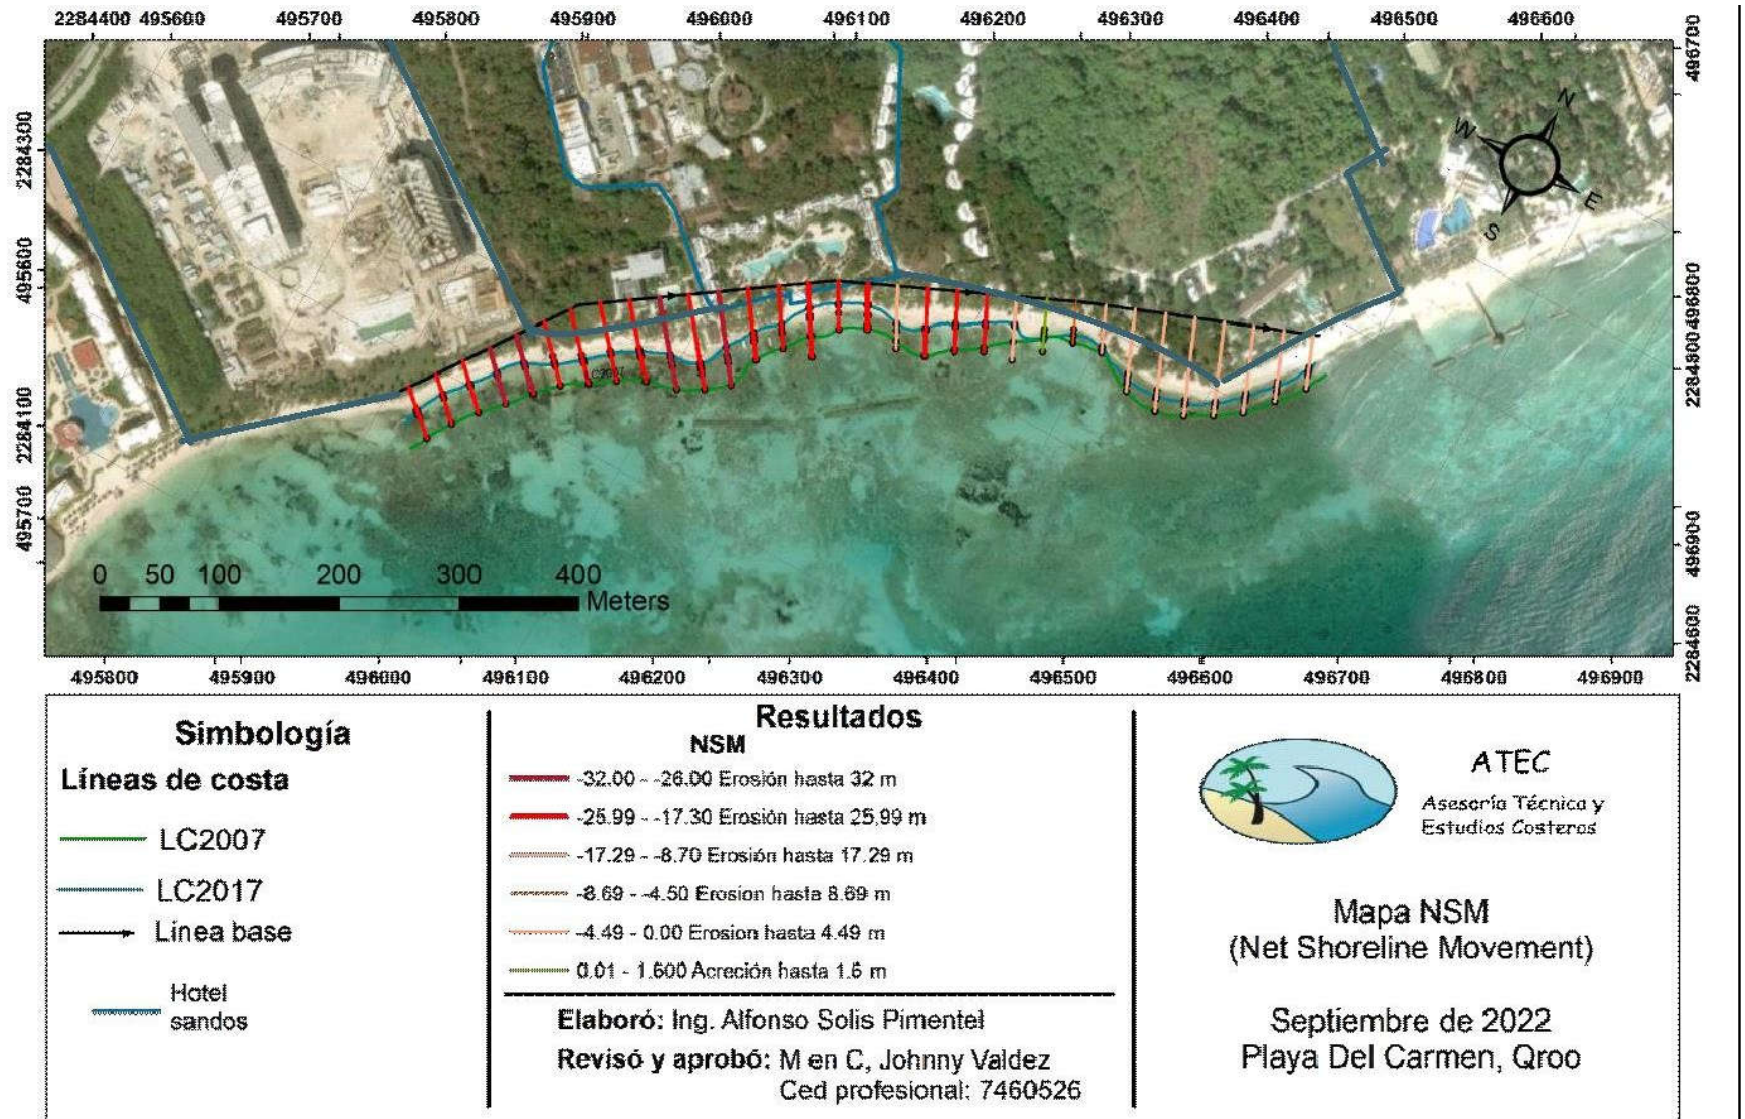 2284400 495600 495700 495800 495900 496000 496100 496200 496300 496400 496500 496600
496700
2284300
495600
2284100
495700
496800
2284800
496900
2284600
N
W
E
S
LC2007
0 50 100 200 300 400
Meters
495800 495900 496000 496100 496200 496300 496400 496500 496600 496700 496800 496900
Simbología
Líneas de costa
LC2007
LC2017
Línea base
Hotel
sandos
Resultados
NSM
-32.00 - -26.00 Erosión hasta 32 m
-25.99 - -17.30 Erosión hasta 25,99 m
-17.29 - -8.70 Erosión hasta 17.29 m
-8.69 - -4.50 Erosion hasta 8.69 m
-4.49 - 0.00 Erosion hasta 4.49 m
0.01 - 1.600 Acreción hasta 1.6 m
Elaboró: Ing. Alfonso Solis Pimentel
Revisó y aprobó: M en C, Johnny Valdez
Ced profesional: 7460526
ATEC
Asesoría Técnica y
Estudios Costeros
Mapa NSM
(Net Shoreline Movement)
Septiembre de 2022
Playa Del Carmen, Qroo